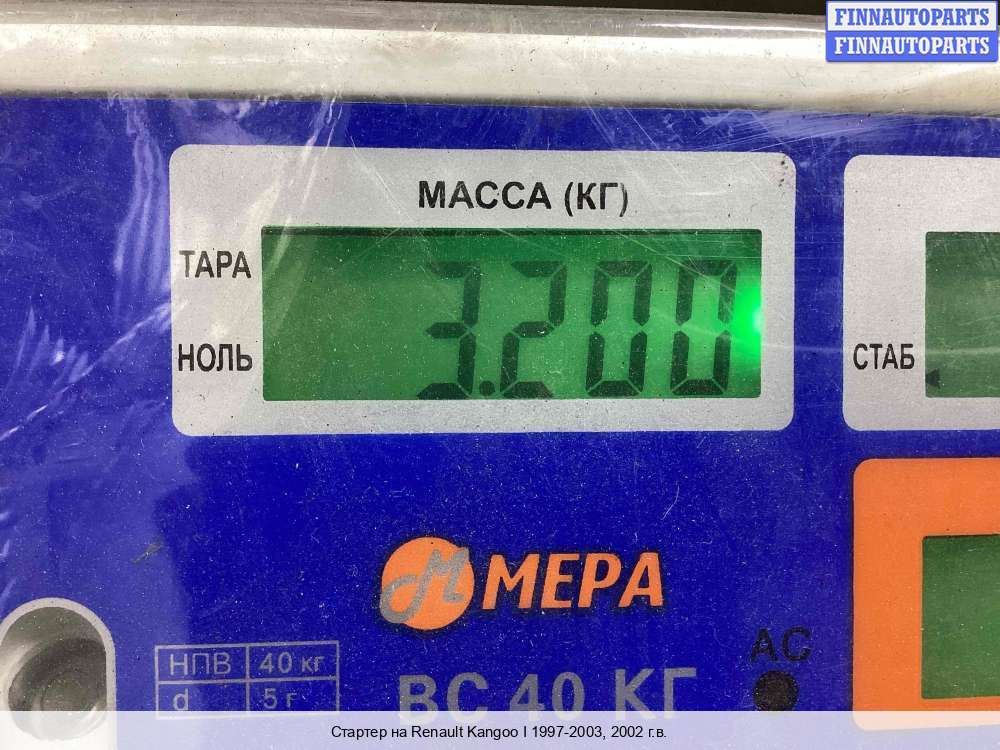 FINNAUTOPARTS
FINNAUTOPARTS
МАССА (КГ)
ТАРА
3.200
НОЛЬ
СТАБ
М МЕРА
АС
НПВ 40 кг
d 5 г
ВС 40 КГ
Стартер на Renault Kangoo I 1997-2003, 2002 г.в.